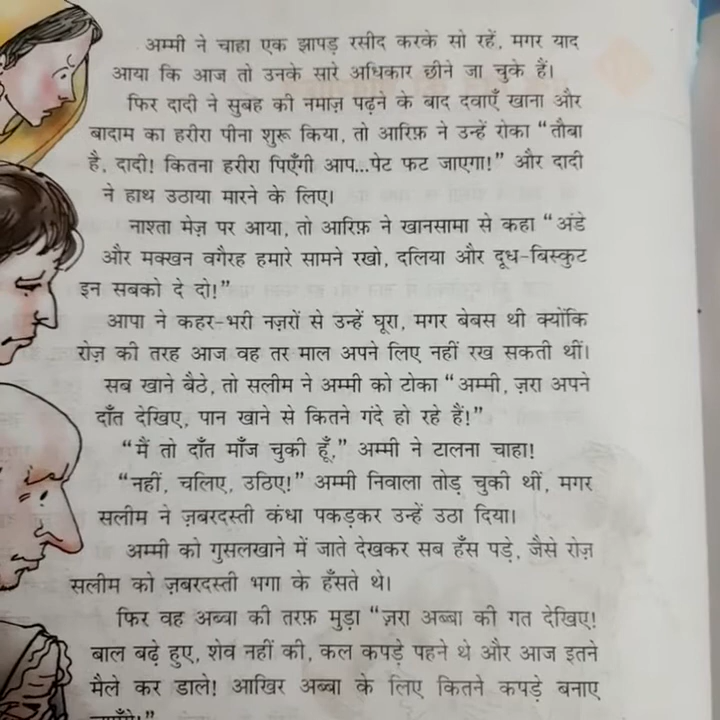 अम्मी ने चाहा एक झापड़ रसीद करके सो रहें, मगर याद
आया कि आज तो उनके सारे अधिकार छीने जा चुके हैं।
फिर दादी ने सुबह की नमाज़ पढ़ने के बाद दवाएँ खाना और
बादाम का हरीरा पीना शुरू किया, तो आरिफ़ ने उन्हें रोका “तौबा
है, दादी! कितना हरीरा पिएँगी आप...पेट फट जाएगा!” और दादी
ने हाथ उठाया मारने के लिए।
नाश्ता मेज़ पर आया, तो आरिफ़ ने खानसामा से कहा “अंडे
और मक्खन वगैरह हमारे सामने रखो, दलिया और दूध-बिस्कुट
इन सबको दे दो!”
आपा ने कहर-भरी नज़रों से उन्हें घूरा, मगर बेबस थी क्योंकि
रोज़ की तरह आज वह तर माल अपने लिए नहीं रख सकती थीं।
सब खाने बैठे, तो सलीम ने अम्मी को टोका “अम्मी, ज़रा अपने
दाँत देखिए, पान खाने से कितने गंदे हो रहे हैं!”
“मैं तो दाँत माँज चुकी हूँ,” अम्मी ने टालना चाहा!
“नहीं, चलिए, उठिए!” अम्मी निवाला तोड़ चुकी थीं, मगर
सलीम ने ज़बरदस्ती कंधा पकड़कर उन्हें उठा दिया।
अम्मी को गुसलखाने में जाते देखकर सब हँस पड़े, जैसे रोज़
सलीम को ज़बरदस्ती भगा के हँसते थे।
फिर वह अब्बा की तरफ़ मुड़ा “ज़रा अब्बा की गत देखिए!
बाल बढ़े हुए, शेव नहीं की, कल कपड़े पहने थे और आज इतने
मैले कर डाले! आखिर अब्बा के लिए कितने कपड़े बनाए